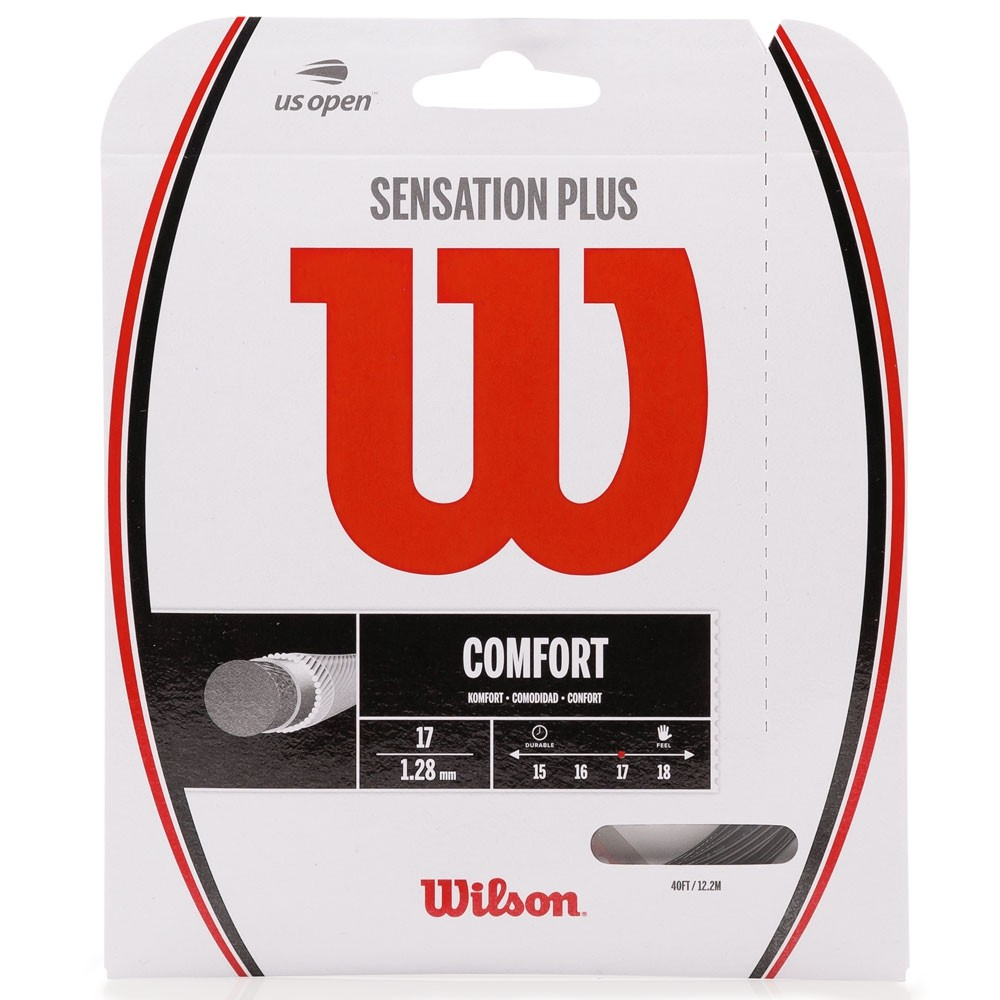 us open™
SENSATION PLUS
W
COMFORT
KOMFORT • COMODIDAD • CONFORT
17
1.28 mm
DURABLE FEEL
15 16 17 18
40FT / 12.2M
Wilson®